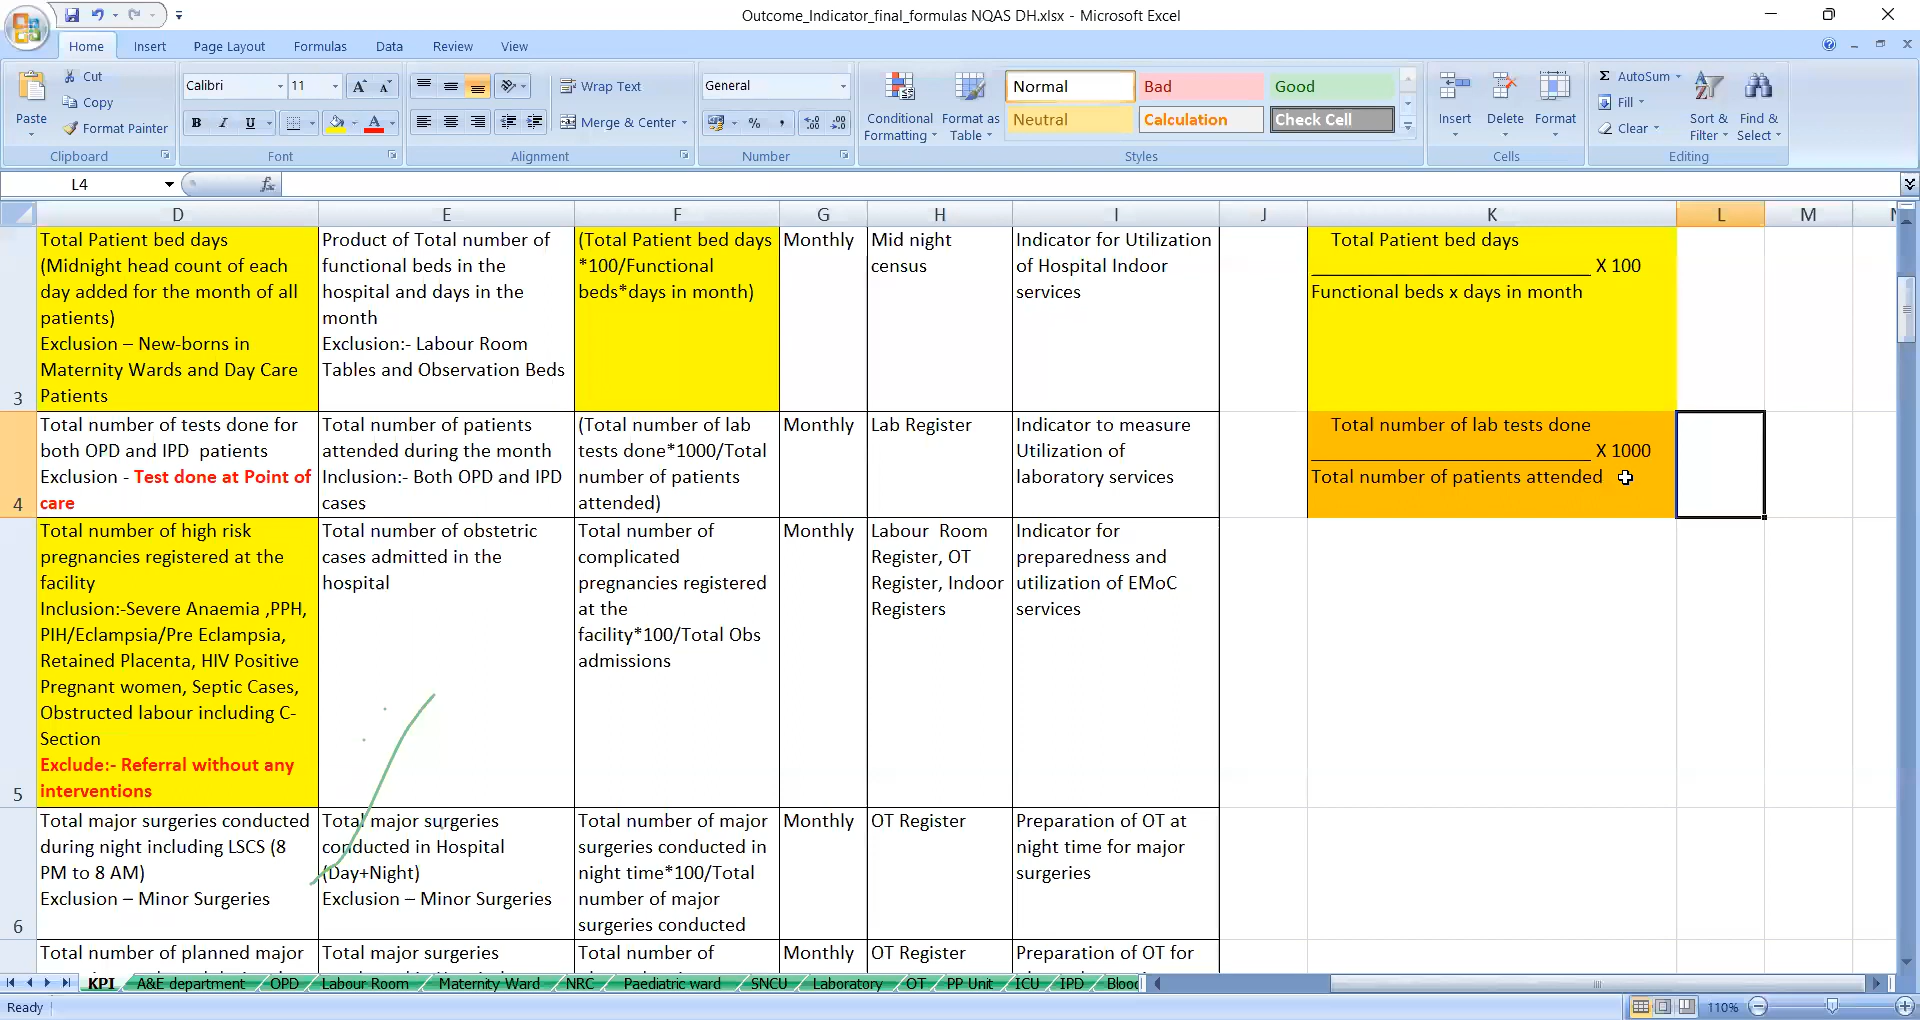 Outcome_Indicator_final_formulas NQAS DH.xlsx - Microsoft Excel
Home Insert Page Layout Formulas Data Review View
Paste
Cut
Copy
Format Painter
Clipboard
Calibri 11
B I U
Font
Wrap Text
Merge & Center
Alignment
General
Number
Conditional Formatting
Format as Table
Normal Bad Good
Neutral Calculation Check Cell
Styles
Insert Delete Format
Cells
AutoSum
Fill
Clear
Sort & Filter
Find & Select
Editing
L4
fx
D E F G H I J K L M
3
Total Patient bed days
(Midnight head count of each
day added for the month of all
patients)
Exclusion – New-borns in
Maternity Wards and Day Care
Patients
Product of Total number of
functional beds in the
hospital and days in the
month
Exclusion:- Labour Room
Tables and Observation Beds
(Total Patient bed days
*100/Functional
beds*days in month)
Monthly
Mid night
census
Indicator for Utilization
of Hospital Indoor
services
Total Patient bed days
X 100
Functional beds x days in month
4
Total number of tests done for
both OPD and IPD patients
Exclusion - Test done at Point of
care
Total number of patients
attended during the month
Inclusion:- Both OPD and IPD
cases
(Total number of lab
tests done*1000/Total
number of patients
attended)
Monthly
Lab Register
Indicator to measure
Utilization of
laboratory services
Total number of lab tests done
X 1000
Total number of patients attended
5
Total number of high risk
pregnancies registered at the
facility
Inclusion:-Severe Anaemia ,PPH,
PIH/Eclampsia/Pre Eclampsia,
Retained Placenta, HIV Positive
Pregnant women, Septic Cases,
Obstructed labour including C-
Section
Exclude:- Referral without any
interventions
Total number of obstetric
cases admitted in the
hospital
Total number of
complicated
pregnancies registered
at the
facility*100/Total Obs
admissions
Monthly
Labour Room
Register, OT
Register, Indoor
Registers
Indicator for
preparedness and
utilization of EMoC
services
6
Total major surgeries conducted
during night including LSCS (8
PM to 8 AM)
Exclusion – Minor Surgeries
Total major surgeries
conducted in Hospital
(Day+Night)
Exclusion – Minor Surgeries
Total number of major
surgeries conducted in
night time*100/Total
number of major
surgeries conducted
Monthly
OT Register
Preparation of OT at
night time for major
surgeries
Total number of planned major
Total major surgeries
Total number of
Monthly
OT Register
Preparation of OT for
KPI A&E department OPD Labour Room Maternity Ward NRC Paediatric ward SNCU Laboratory OT PP Unit ICU IPD Blood
Ready
110%